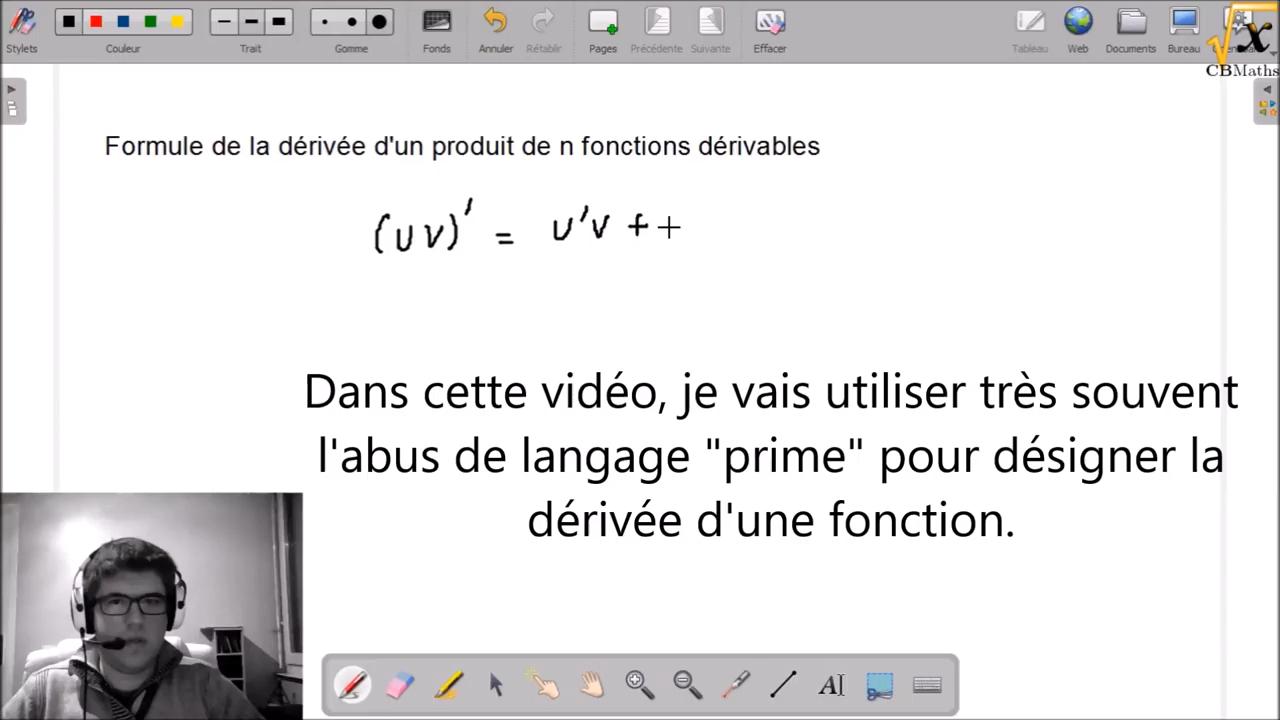 Stylets
Couleur
Trait
Gomme
Fonds
Annuler
Rétablir
Pages
Précédente
Suivante
Effacer
Tableau
Web
Documents
Bureau
CBMaths
Formule de la dérivée d'un produit de n fonctions dérivables
(uv)' = u'v +
Dans cette vidéo, je vais utiliser très souvent
l'abus de langage "prime" pour désigner la
dérivée d'une fonction.
AI